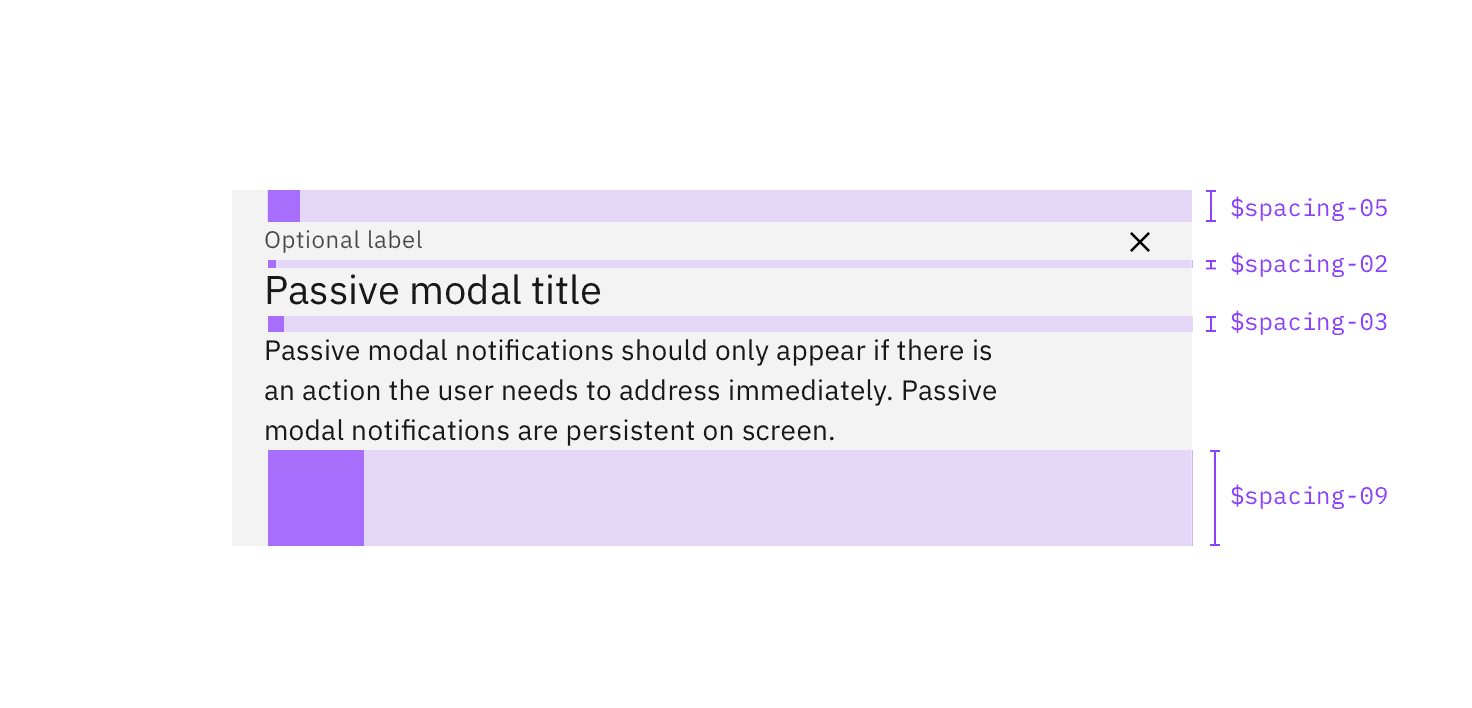 $spacing-05
Optional label
$spacing-02
Passive modal title
$spacing-03
Passive modal notifications should only appear if there is
an action the user needs to address immediately. Passive
modal notifications are persistent on screen.
$spacing-09